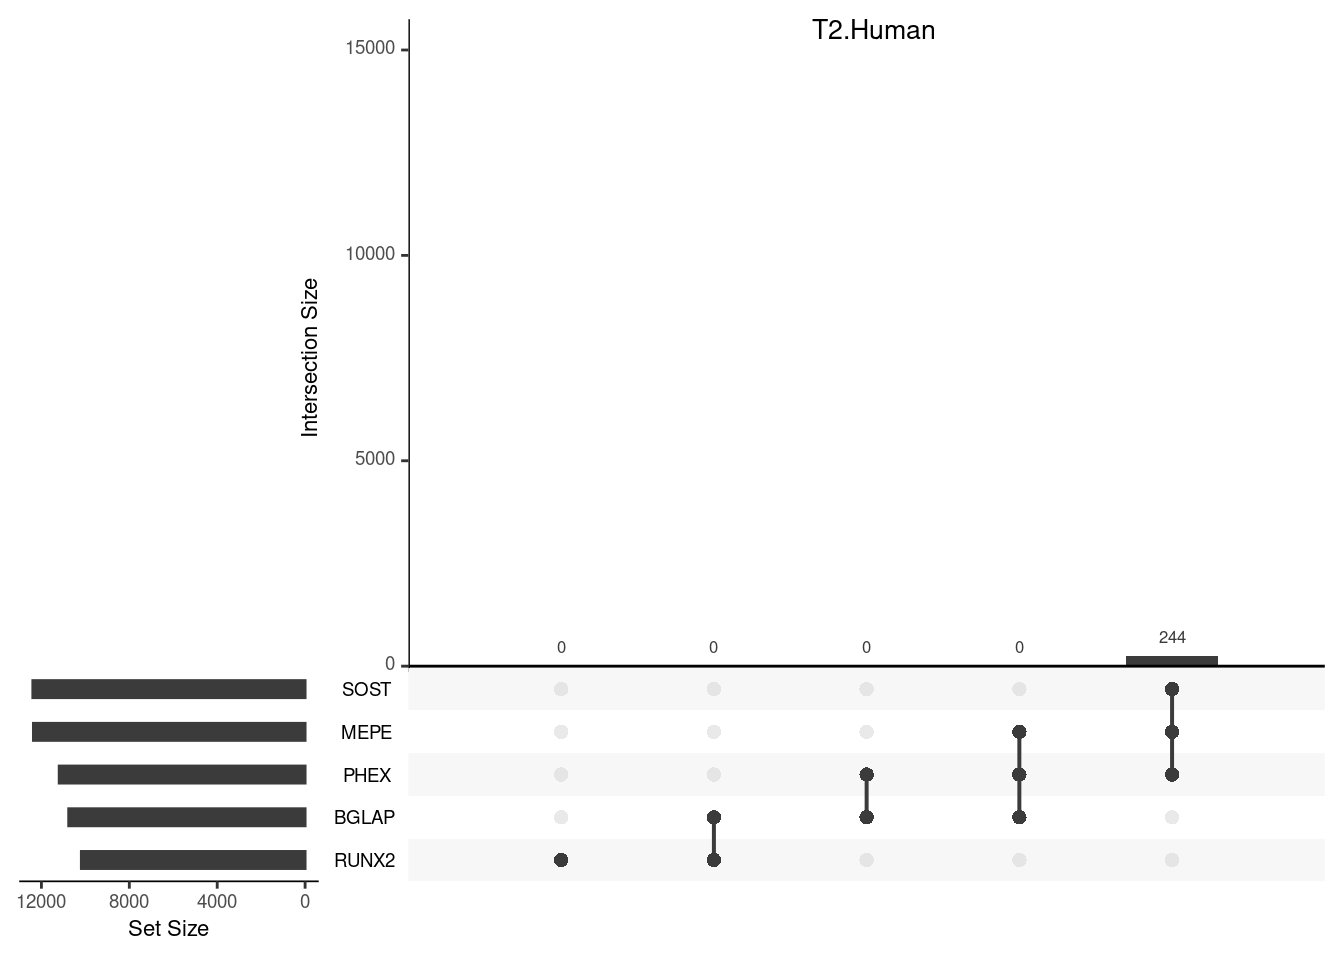 T2.Human
15000
10000
5000
0
Intersection Size
0
0
0
0
244
SOST
MEPE
PHEX
BGLAP
RUNX2
12000 8000 4000 0
Set Size